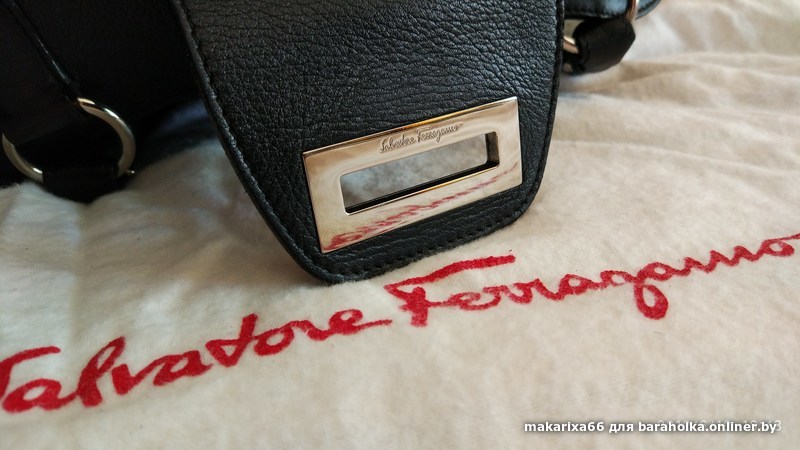 Salvatore Ferragamo
Salvatore Ferragamo
makarixa66 для baraholka.onliner.by